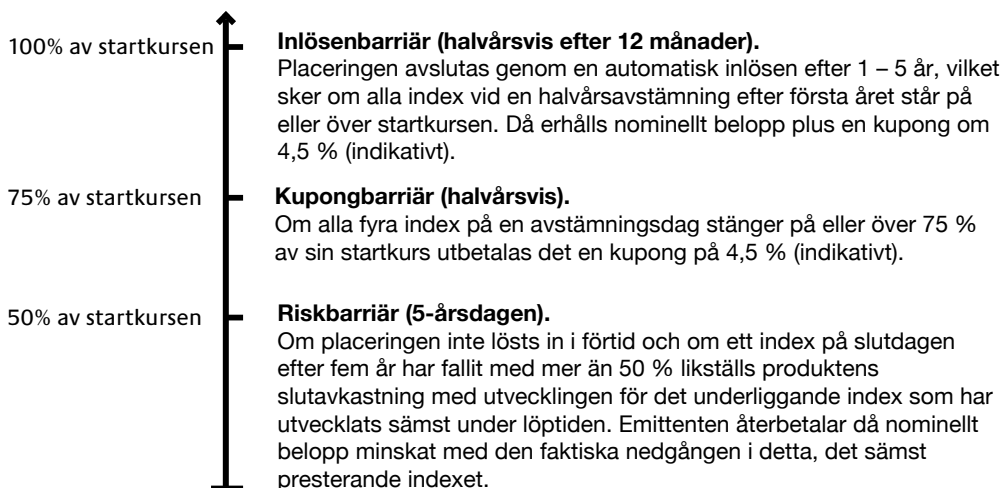 100% av startkursen
Inlösenbarriär (halvårsvis efter 12 månader).
Placeringen avslutas genom en automatisk inlösen efter 1 – 5 år, vilket
sker om alla index vid en halvårsavstämning efter första året står på
eller över startkursen. Då erhålls nominellt belopp plus en kupong om
4,5 % (indikativt).
75% av startkursen
Kupongbarriär (halvårsvis).
Om alla fyra index på en avstämningsdag stänger på eller över 75 %
av sin startkurs utbetalas det en kupong på 4,5 % (indikativt).
50% av startkursen
Riskbarriär (5-årsdagen).
Om placeringen inte lösts in i förtid och om ett index på slutdagen
efter fem år har fallit med mer än 50 % likställs produktens
slutavkastning med utvecklingen för det underliggande index som har
utvecklats sämst under löptiden. Emittenten återbetalar då nominellt
belopp minskat med den faktiska nedgången i detta, det sämst
presterande indexet.